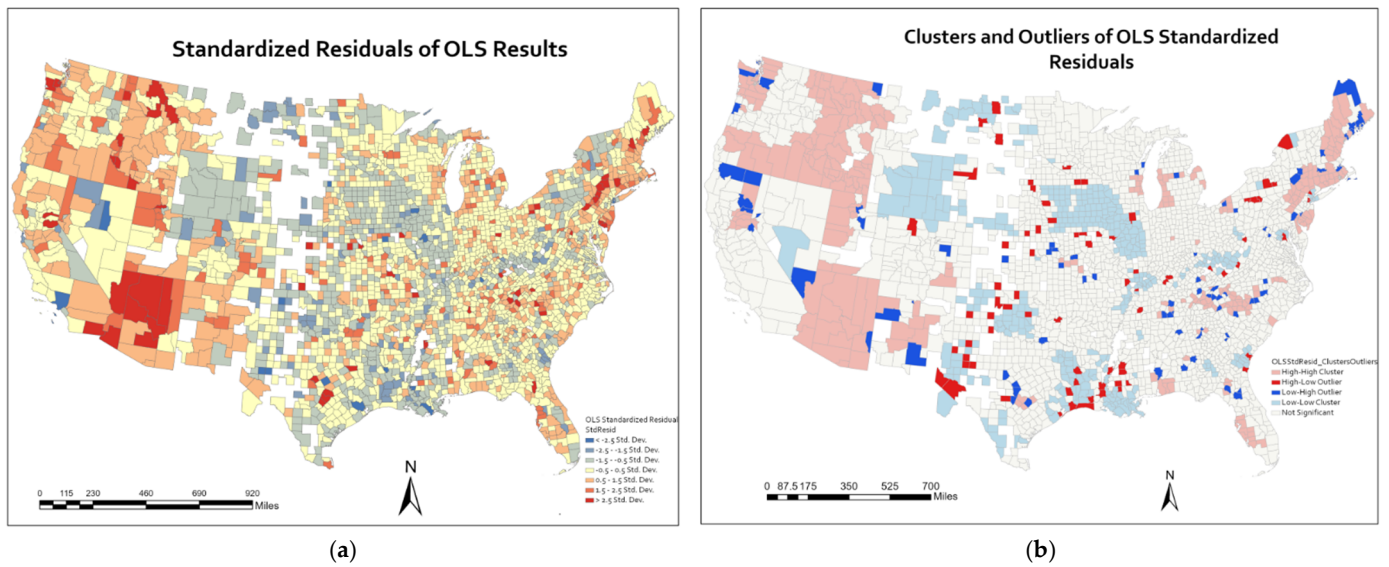 Standardized Residuals of OLS Results
N
0 115 230 460 690 920
Miles
OLS Standardized Residual
StdResid
< -2.5 Std. Dev.
-2.5 - -1.5 Std. Dev.
-1.5 - -0.5 Std. Dev.
-0.5 - 0.5 Std. Dev.
0.5 - 1.5 Std. Dev.
1.5 - 2.5 Std. Dev.
> 2.5 Std. Dev.
(a)
Clusters and Outliers of OLS Standardized
Residuals
OLSStdResid_ClustersOutliers
High-High Cluster
High-Low Outlier
Low-High Outlier
Low-Low Cluster
Not Significant
N
0 87.5 175 350 525 700
Miles
(b)